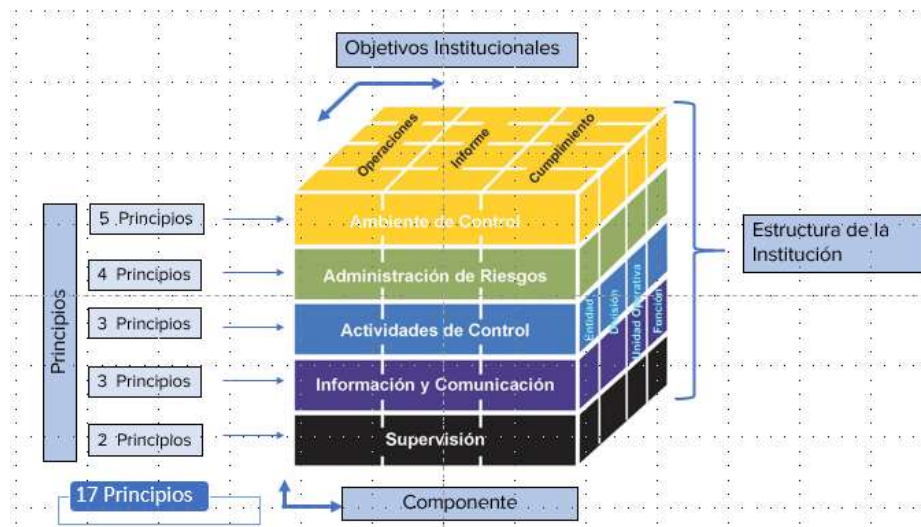 Objetivos Institucionales
Operaciones
Informe
Cumplimiento
Principios
5 Principios
Ambiente de Control
4 Principios
Administración de Riesgos
3 Principios
Actividades de Control
3 Principios
Información y Comunicación
2 Principios
Supervisión
Entidad
División
Unidad Operativa
Función
Estructura de la
Institución
17 Principios
Componente